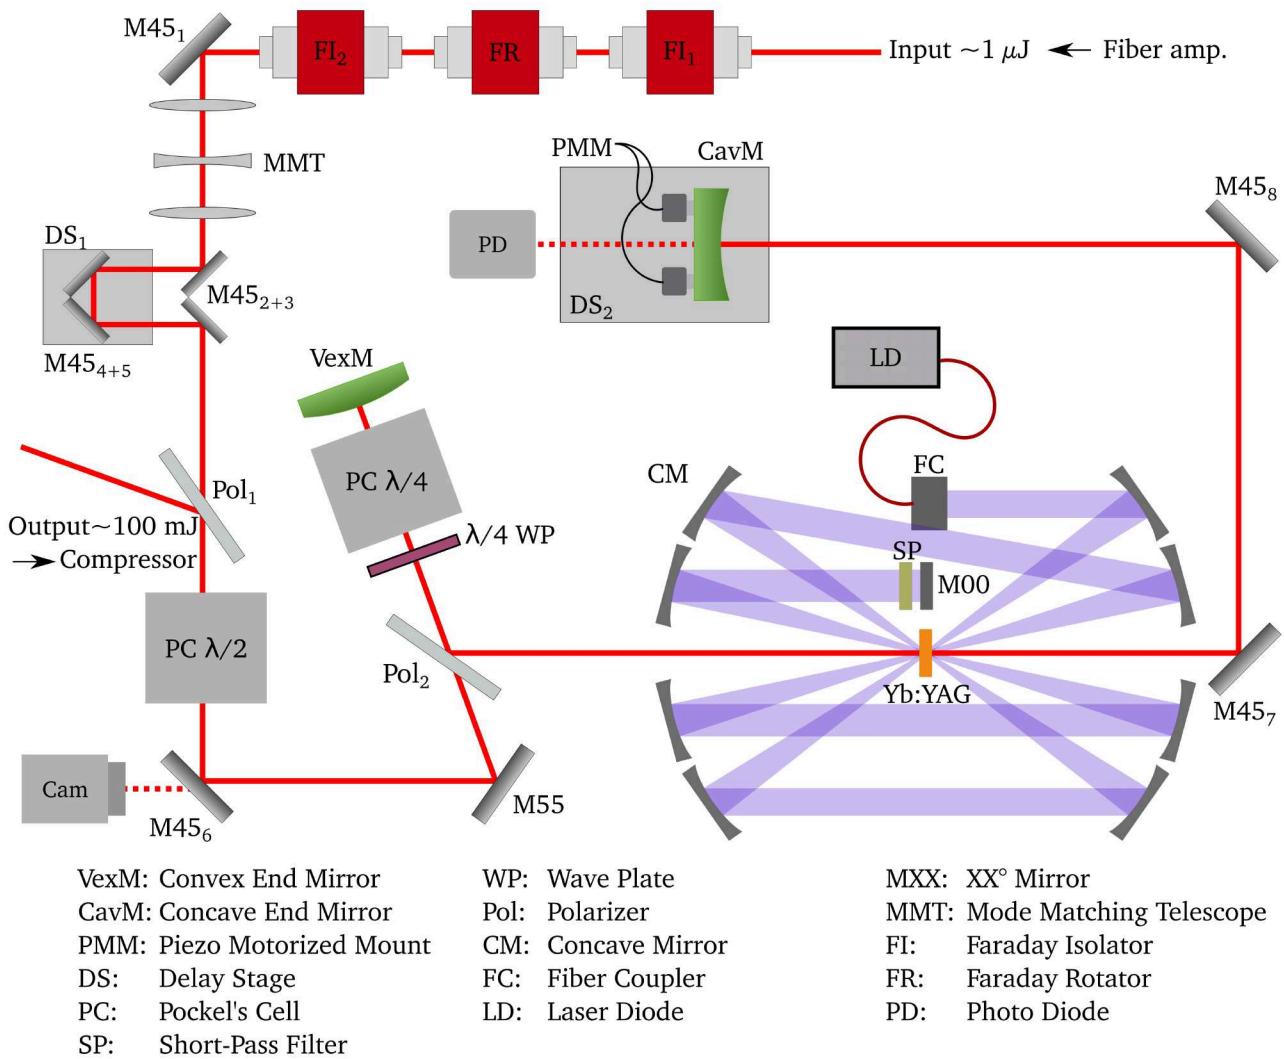 M45₁
FI₂
FR
FI₁
Input ~1 μJ
Fiber amp.
MMT
PMM
CavM
M45₈
PD
DS₂
DS₁
M45₂₊₃
M45₄₊₅
VexM
LD
PC λ/4
CM
FC
Pol₁
Output~100 mJ
Compressor
λ/4 WP
SP
M00
PC λ/2
Pol₂
Yb:YAG
M45₇
Cam
M45₆
M55
VexM: Convex End Mirror
CavM: Concave End Mirror
PMM: Piezo Motorized Mount
DS: Delay Stage
PC: Pockel's Cell
SP: Short-Pass Filter
WP: Wave Plate
Pol: Polarizer
CM: Concave Mirror
FC: Fiber Coupler
LD: Laser Diode
MXX: XX° Mirror
MMT: Mode Matching Telescope
FI: Faraday Isolator
FR: Faraday Rotator
PD: Photo Diode